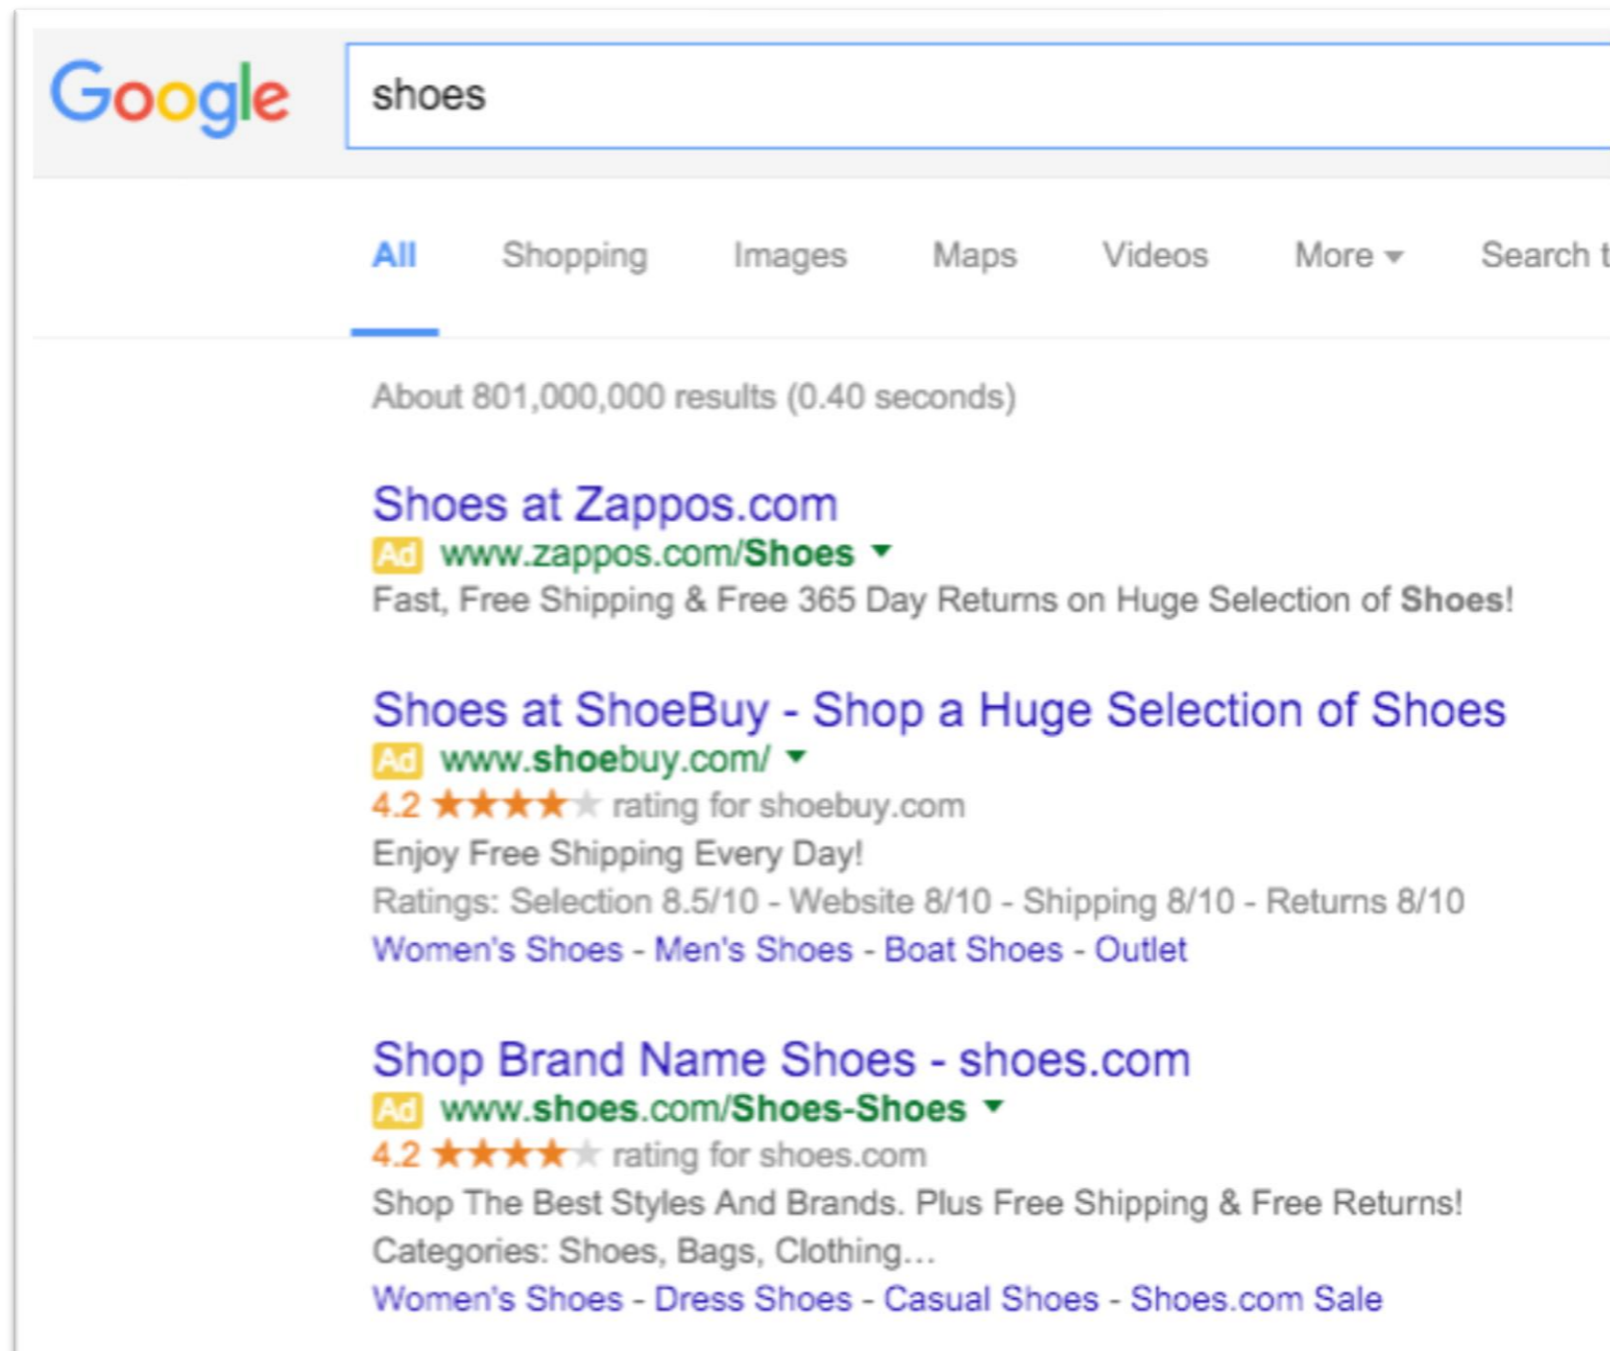 Google
shoes
All Shopping Images Maps Videos More Search t
About 801,000,000 results (0.40 seconds)
Shoes at Zappos.com
Ad www.zappos.com/Shoes
Fast, Free Shipping & Free 365 Day Returns on Huge Selection of Shoes!
Shoes at ShoeBuy - Shop a Huge Selection of Shoes
Ad www.shoebuy.com/
4.2 ★★★★★ rating for shoebuy.com
Enjoy Free Shipping Every Day!
Ratings: Selection 8.5/10 - Website 8/10 - Shipping 8/10 - Returns 8/10
Women's Shoes - Men's Shoes - Boat Shoes - Outlet
Shop Brand Name Shoes - shoes.com
Ad www.shoes.com/Shoes-Shoes
4.2 ★★★★★ rating for shoes.com
Shop The Best Styles And Brands. Plus Free Shipping & Free Returns!
Categories: Shoes, Bags, Clothing...
Women's Shoes - Dress Shoes - Casual Shoes - Shoes.com Sale